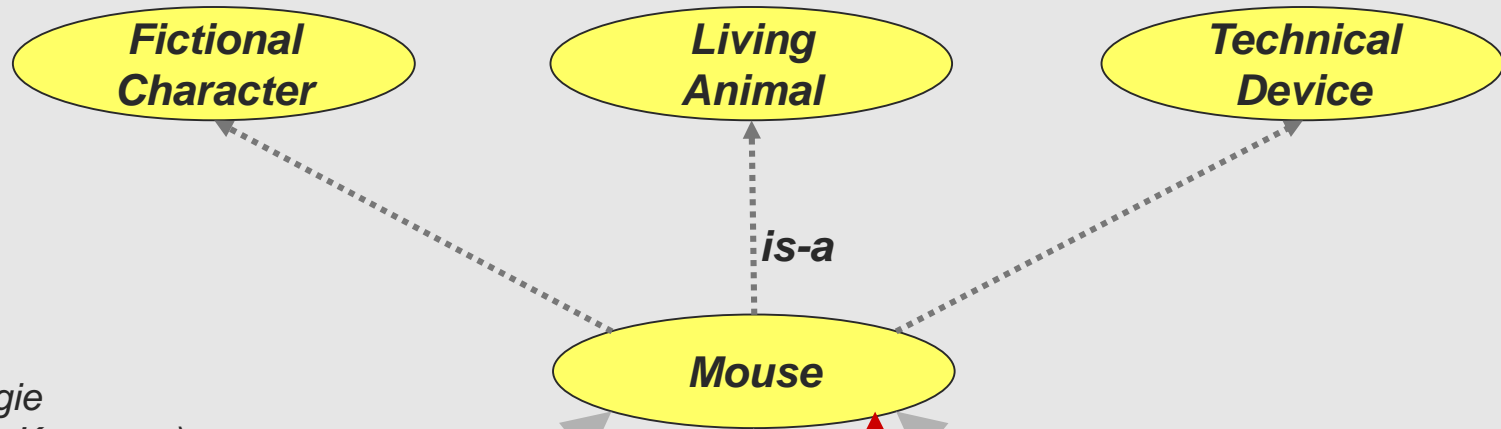 Fictional
Character
Living
Animal
Technical
Device
is-a
Mouse
gie